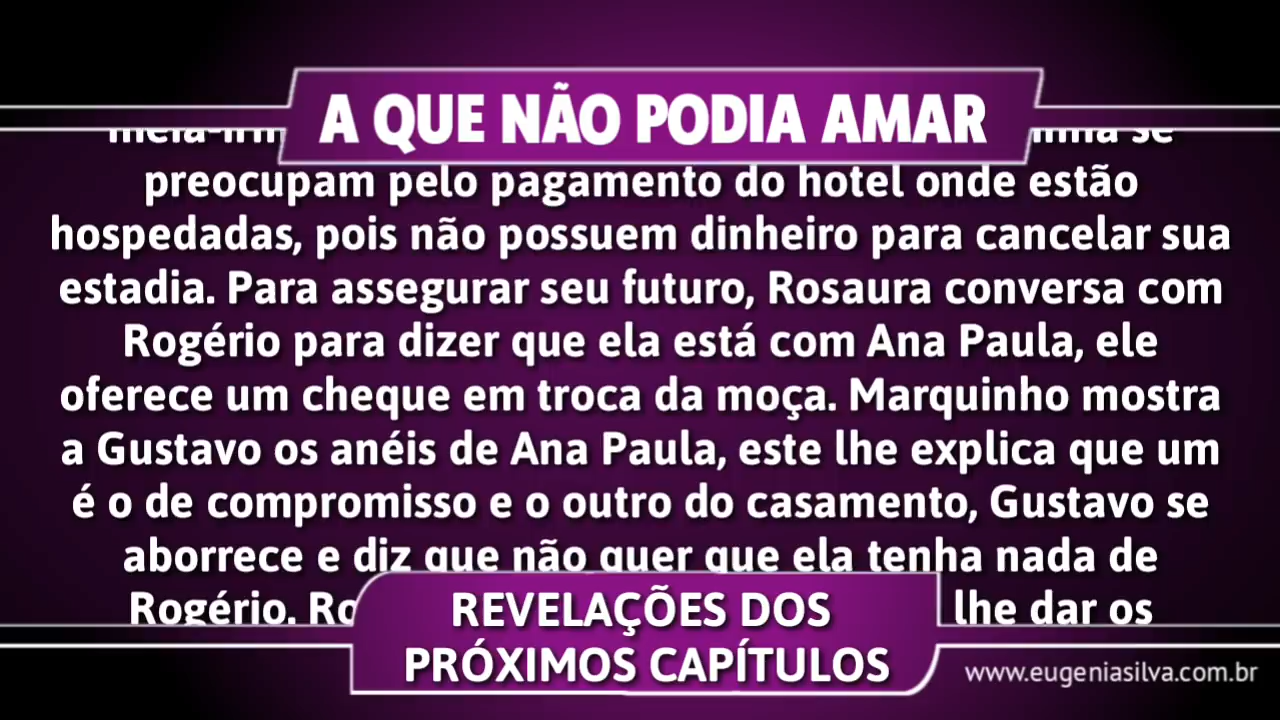 A QUE NÃO PODIA AMAR
preocupam pelo pagamento do hotel onde estão
hospedadas, pois não possuem dinheiro para cancelar sua
estadia. Para assegurar seu futuro, Rosaura conversa com
Rogério para dizer que ela está com Ana Paula, ele
oferece um cheque em troca da moça. Marquinho mostra
a Gustavo os anéis de Ana Paula, este lhe explica que um
é o de compromisso e o outro do casamento, Gustavo se
aborrece e diz que não quer que ela tenha nada de
Rogério. lhe dar os
REVELAÇÕES DOS
PRÓXIMOS CAPÍTULOS
www.eugeniasilva.com.br